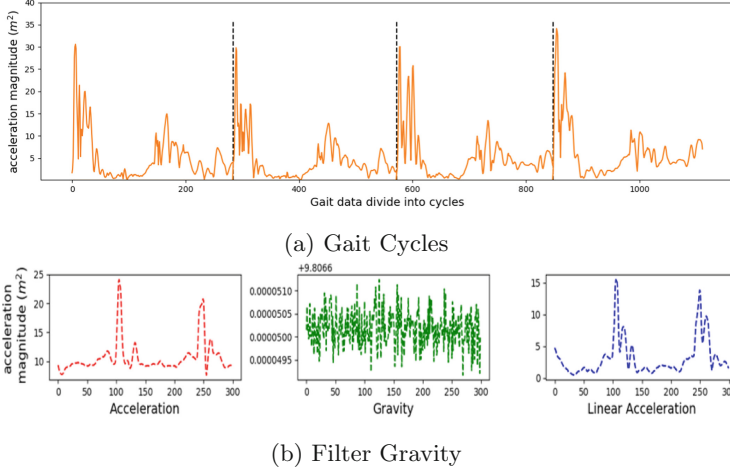 40
35
30
25
20
15
10
5
acceleration magnitude (m²)
0 200 400 600 800 1000
Gait data divide into cycles
(a) Gait Cycles
25
20
15
10
acceleration
magnitude (m²)
0 50 100 150 200 250 300
Acceleration
+9.8066
0.0000510
0.0000505
0.0000500
0.0000495
0 50 100 150 200 250 300
Gravity
15
10
5
0
0 50 100 150 200 250 300
Linear Acceleration
(b) Filter Gravity